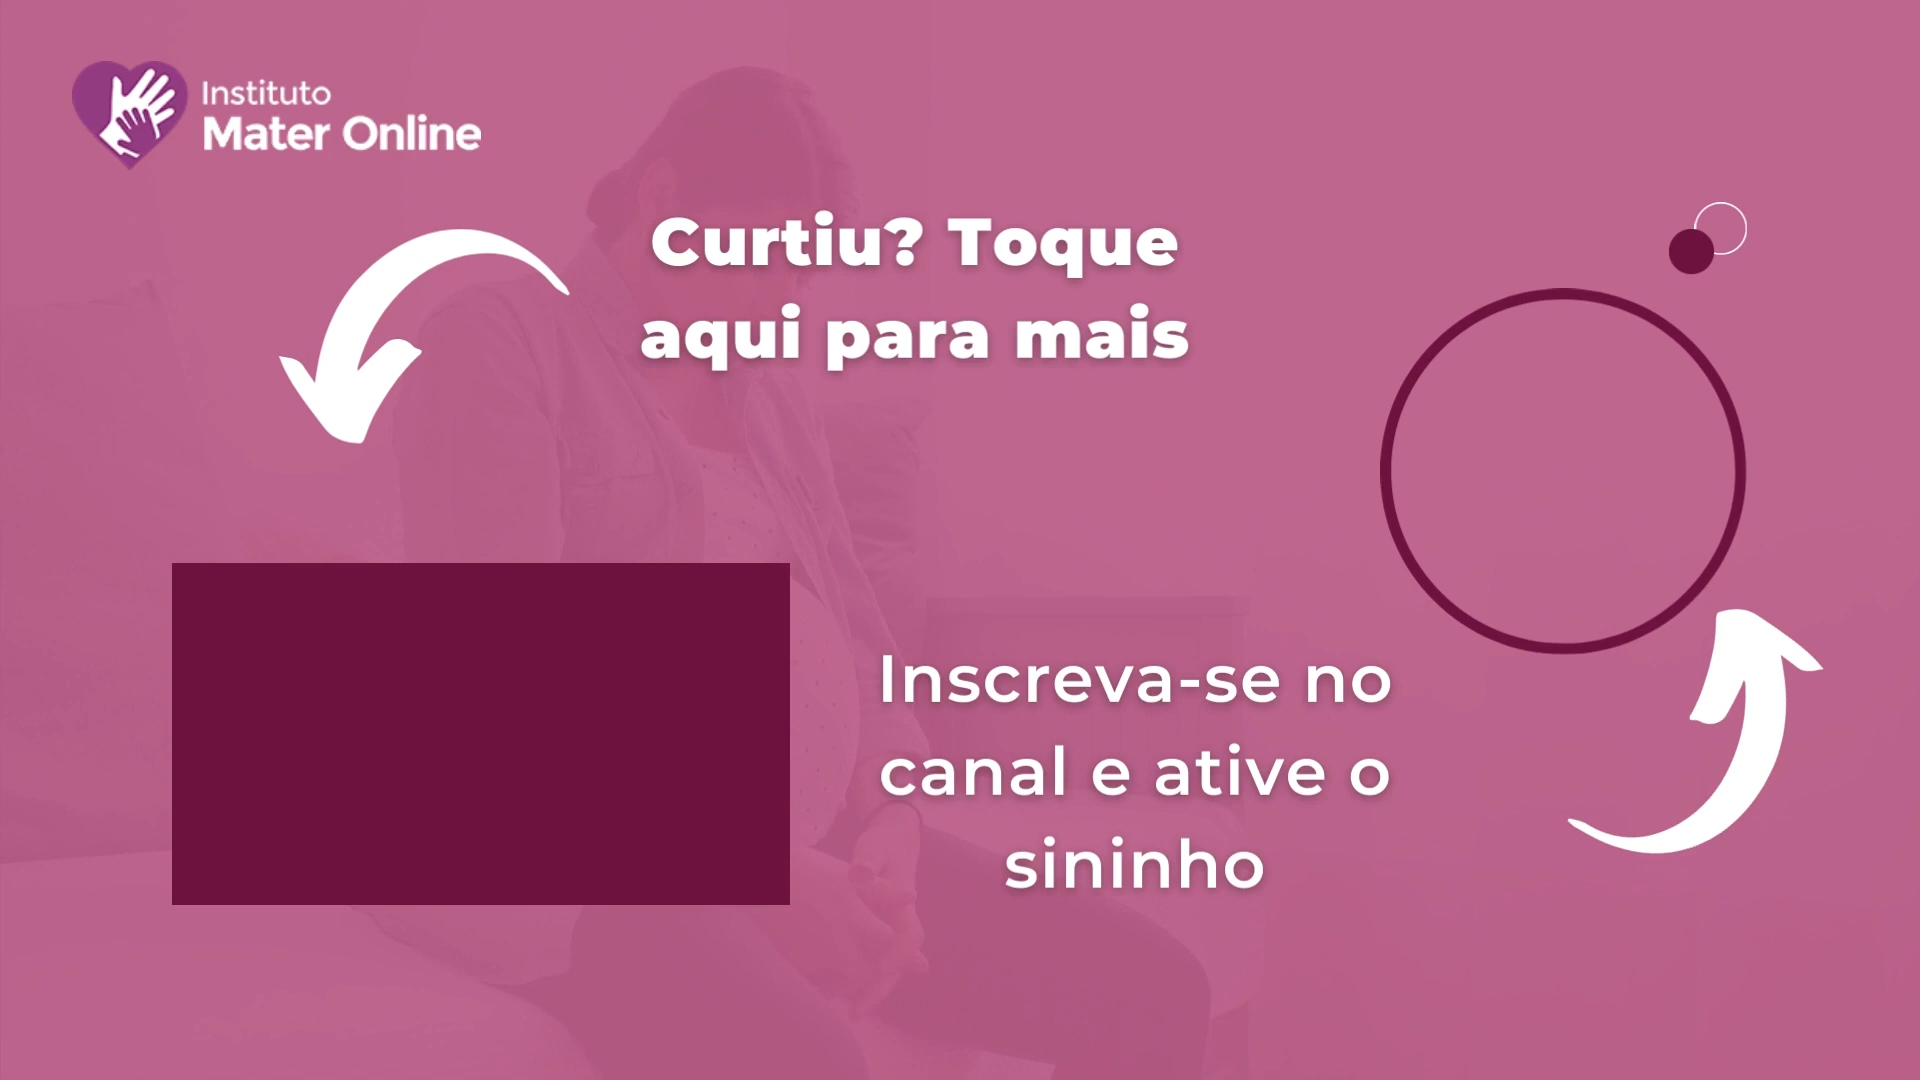 Instituto
Mater Online
Curtiu? Toque
aqui para mais
Inscreva-se no
canal e ative o
sininho